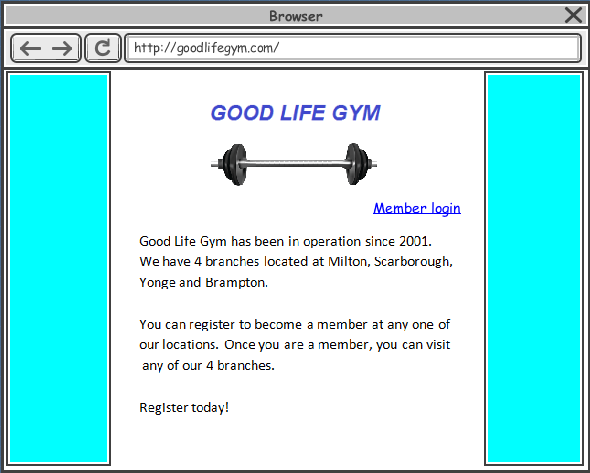 Browser
http://goodlifegym.com/
GOOD LIFE GYM
Member login
Good Life Gym has been in operation since 2001.
We have 4 branches located at Milton, Scarborough,
Yonge and Brampton.
You can register to become a member at any one of
our locations. Once you are a member, you can visit
any of our 4 branches.
Register today!